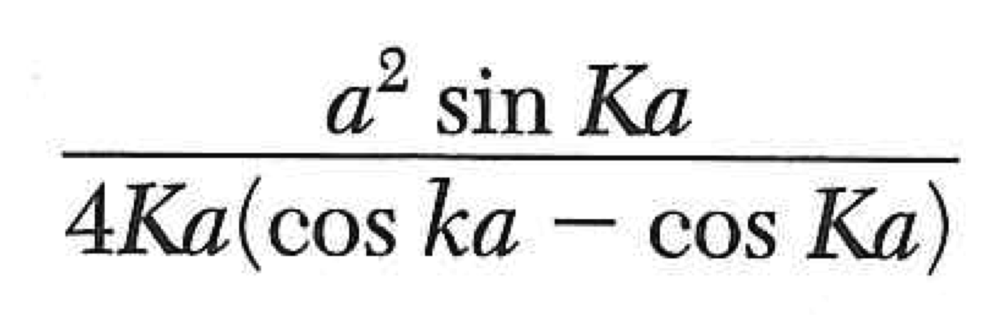 a² sin Ka
4Ka(cos ka − cos Ka)